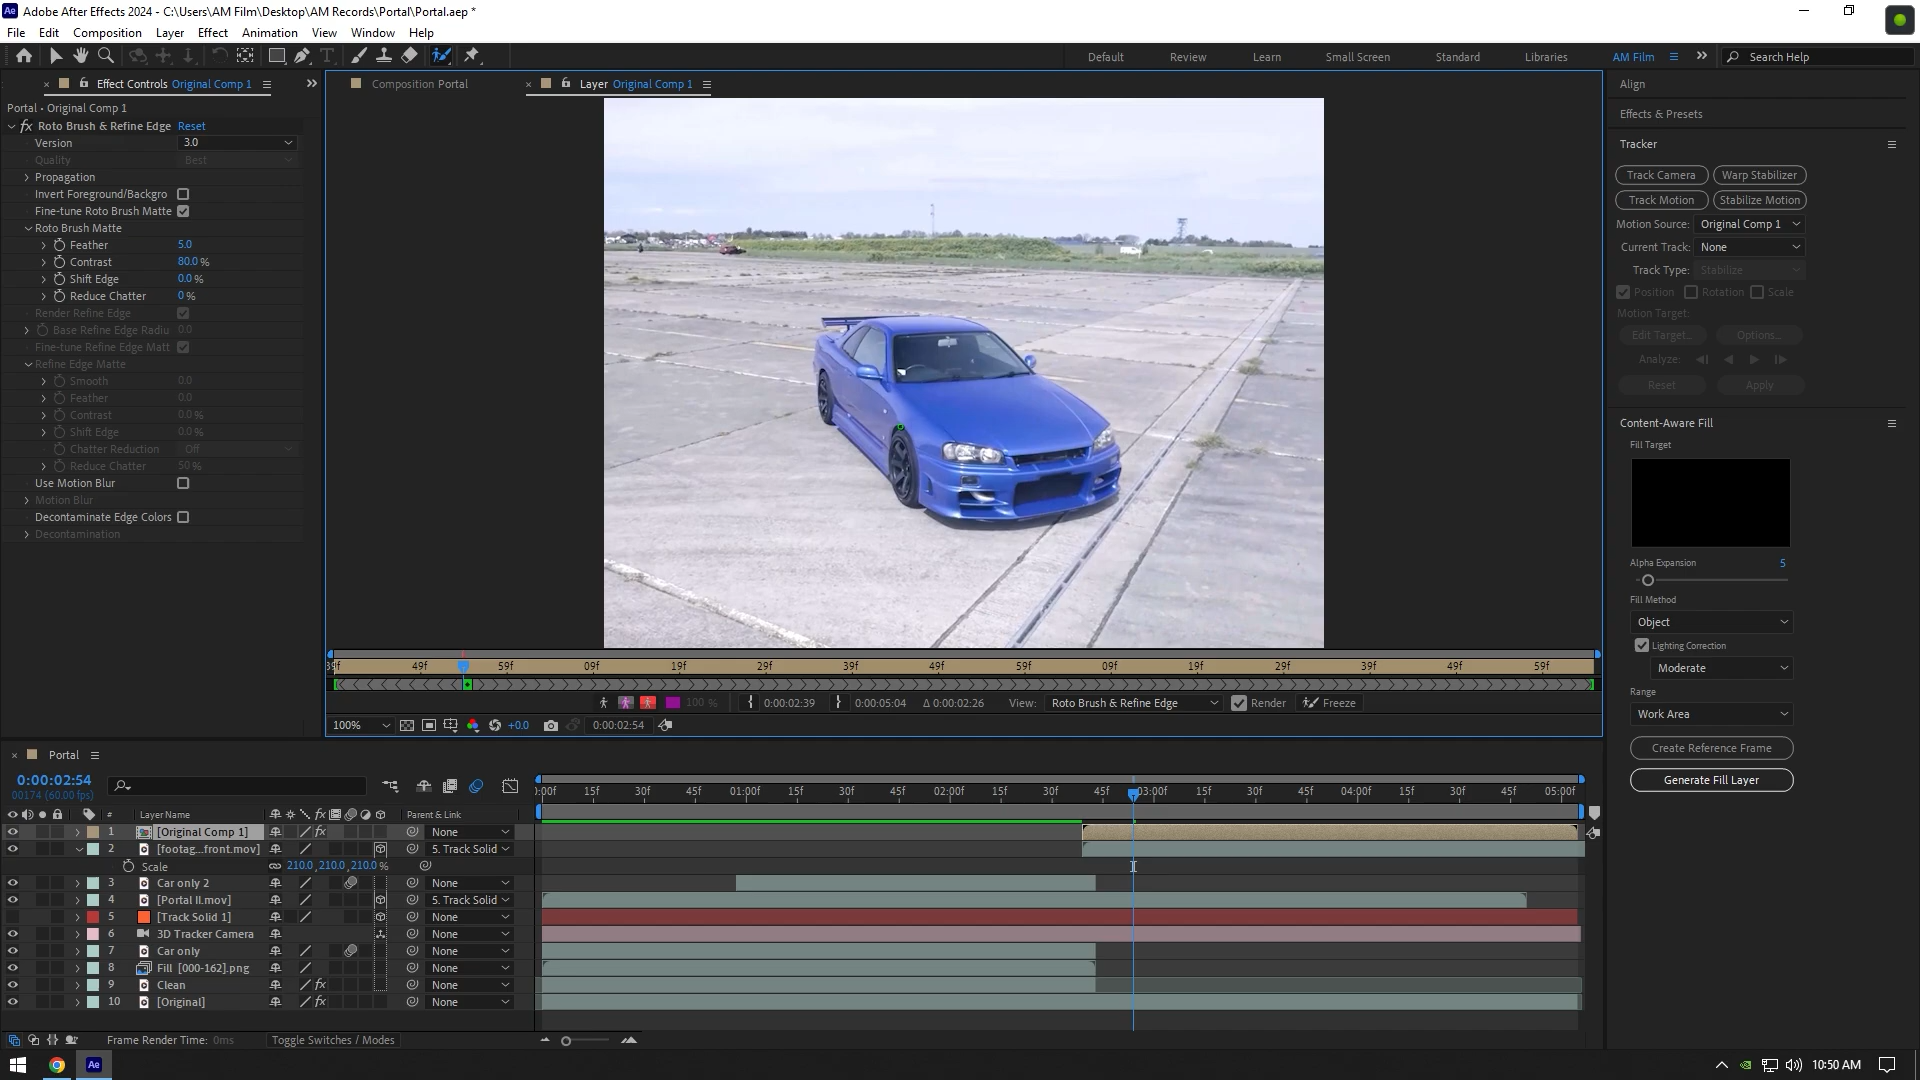 Adobe After Effects 2024 - C:\Users\AM Film\Desktop\AM Records\Portal\Portal.aep *
File Edit Composition Layer Effect Animation View Window Help
Default Review Learn Small Screen Standard Libraries AM Film Search Help
Effect Controls Original Comp 1
Composition Portal
Layer Original Comp 1
Portal • Original Comp 1
Roto Brush & Refine Edge Reset
Version 3.0
Quality Best
Propagation
Invert Foreground/Backgro
Fine-tune Roto Brush Matte
Roto Brush Matte
Feather 5.0
Contrast 80.0 %
Shift Edge 0.0 %
Reduce Chatter 0 %
Render Refine Edge
Base Refine Edge Radiu 0.0
Fine-tune Refine Edge Matt
Refine Edge Matte
Smooth 0.0
Feather 0.0
Contrast 0.0 %
Shift Edge 0.0 %
Chatter Reduction Off
Reduce Chatter 50 %
Use Motion Blur
Motion Blur
Decontaminate Edge Colors
Decontamination
Align
Effects & Presets
Tracker
Track Camera Warp Stabilizer
Track Motion Stabilize Motion
Motion Source: Original Comp 1
Current Track: None
Track Type: Stabilize
Position Rotation Scale
Motion Target:
Edit Target... Options...
Analyze:
Reset Apply
Content-Aware Fill
Fill Target
Alpha Expansion 5
Fill Method
Object
Lighting Correction
Moderate
Range
Work Area
Create Reference Frame
Generate Fill Layer
39f 49f 59f 09f 19f 29f 39f 49f 59f 09f 19f 29f 39f 49f 59f
100 % 0:00:02:39 0:00:05:04 Δ 0:00:02:26 View: Roto Brush & Refine Edge Render Freeze
100% +0.0 0:00:02:54
Portal
0:00:02:54
00174 (60.00 fps)
):00f 15f 30f 45f 01:00f 15f 30f 45f 02:00f 15f 30f 45f 03:00f 15f 30f 45f 04:00f 15f 30f 45f 05:00f
# Layer Name fx Parent & Link
1 [Original Comp 1] fx None
2 [footag...front.mov] 5. Track Solid
Scale 210.0, 210.0, 210.0 %
3 Car only 2 None
4 [Portal II.mov] 5. Track Solid
5 [Track Solid 1] None
6 3D Tracker Camera None
7 Car only None
8 Fill [000-162].png None
9 Clean fx None
10 [Original] fx None
Frame Render Time: 0ms Toggle Switches / Modes
10:50 AM